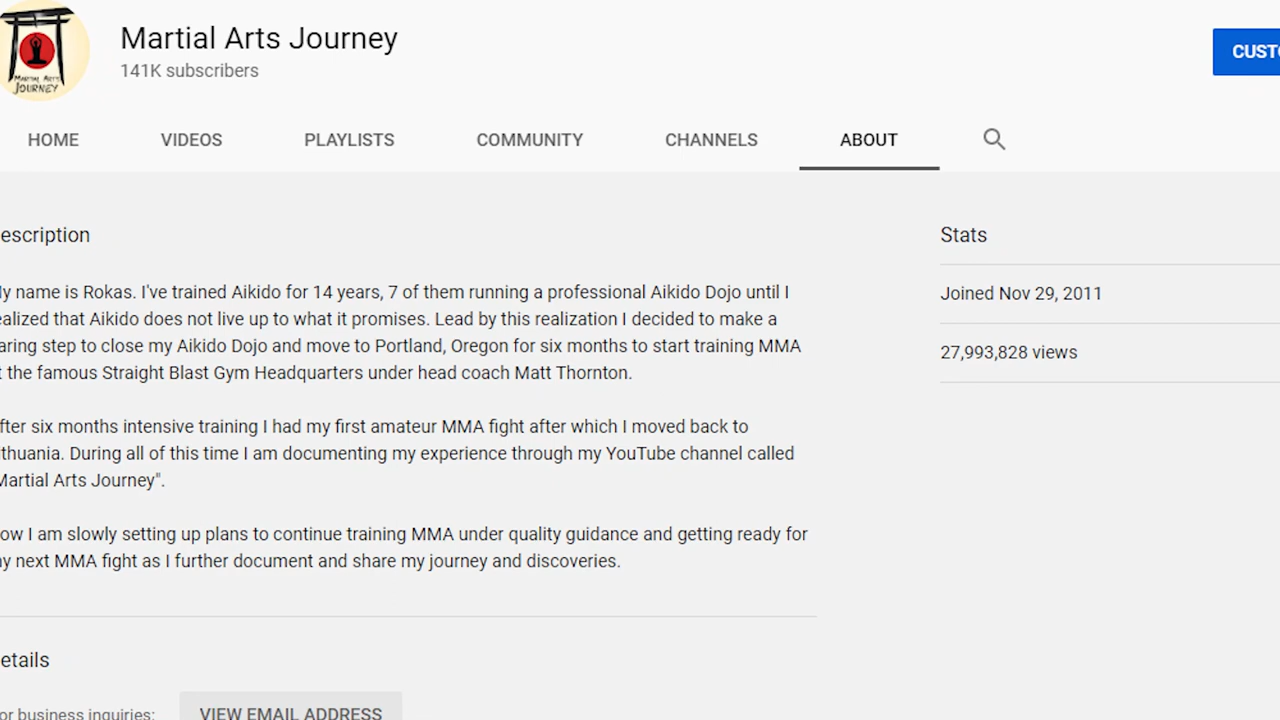 MARTIAL ARTS
JOURNEY
Martial Arts Journey
141K subscribers
CUSTO
HOME VIDEOS PLAYLISTS COMMUNITY CHANNELS ABOUT
escription
y name is Rokas. I've trained Aikido for 14 years, 7 of them running a professional Aikido Dojo until I
ealized that Aikido does not live up to what it promises. Lead by this realization I decided to make a
aring step to close my Aikido Dojo and move to Portland, Oregon for six months to start training MMA
t the famous Straight Blast Gym Headquarters under head coach Matt Thornton.
fter six months intensive training I had my first amateur MMA fight after which I moved back to
thuania. During all of this time I am documenting my experience through my YouTube channel called
Martial Arts Journey".
ow I am slowly setting up plans to continue training MMA under quality guidance and getting ready for
y next MMA fight as I further document and share my journey and discoveries.
Stats
Joined Nov 29, 2011
27,993,828 views
etails
or business inquiries: VIEW EMAIL ADDRESS